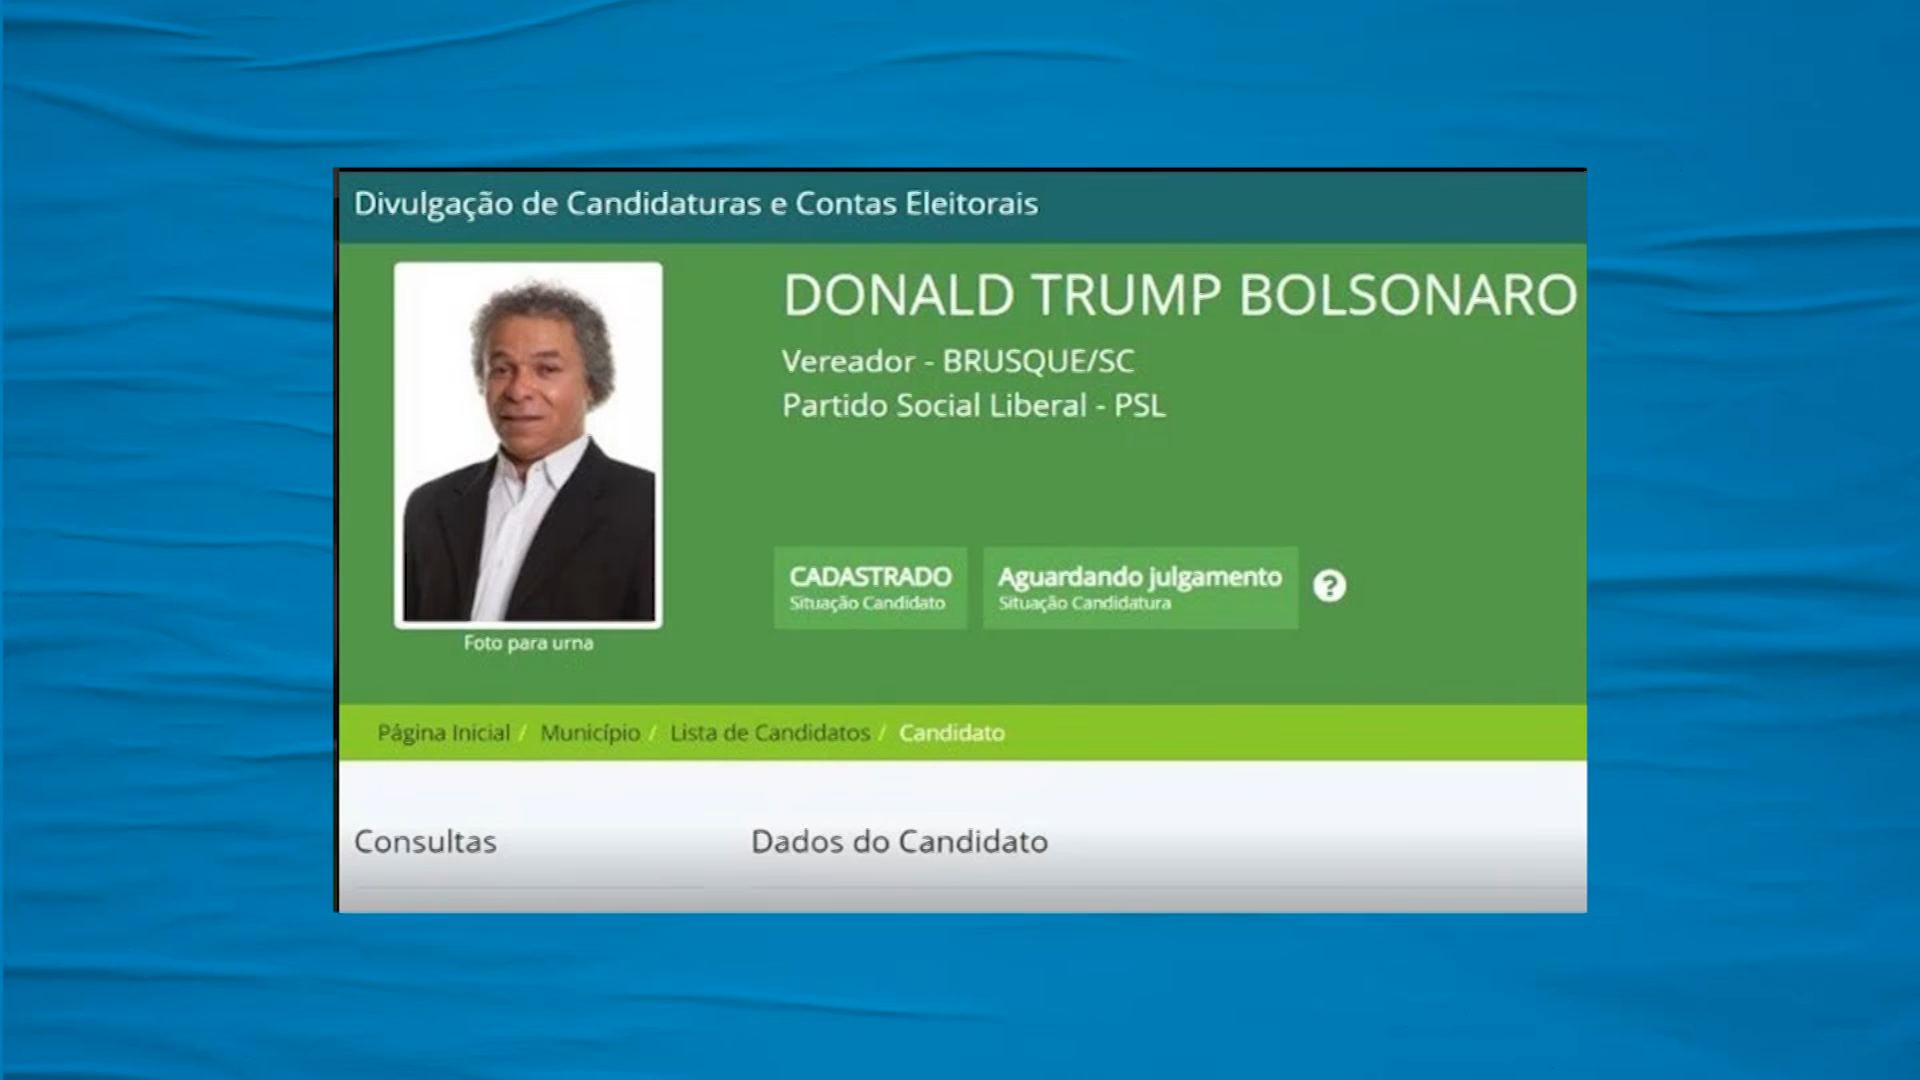 Divulgação de Candidaturas e Contas Eleitorais
DONALD TRUMP BOLSONARO
Vereador - BRUSQUE/SC
Partido Social Liberal - PSL
CADASTRADO
Situação Candidato
Aguardando julgamento
Situação Candidatura
?
Foto para urna
Página Inicial / Município / Lista de Candidatos / Candidato
Consultas
Dados do Candidato